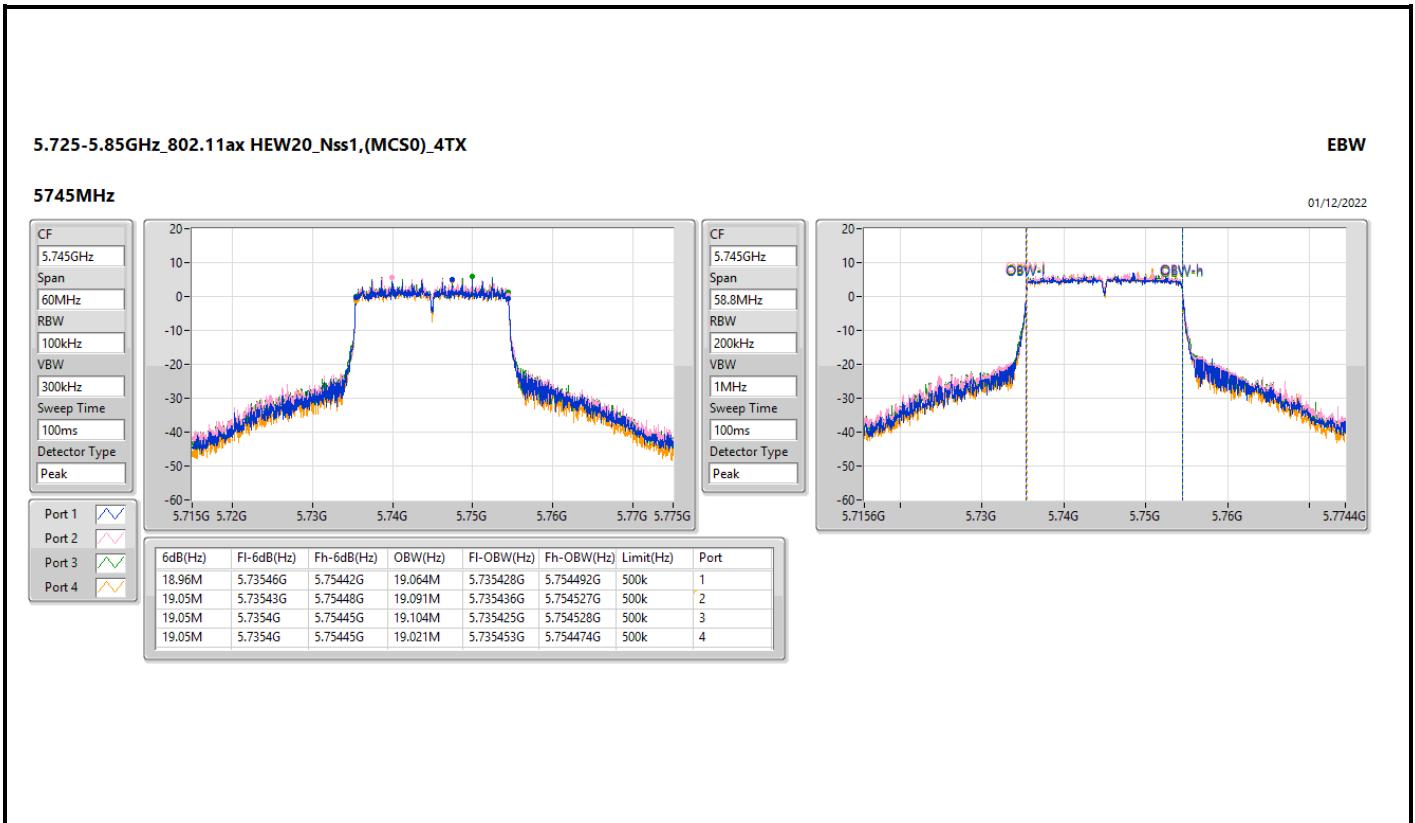 5.725-5.85GHz_802.11ax HEW20_Nss1,(MCS0)_4TX
EBW
5745MHz
01/12/2022
CF
5.745GHz
Span
60MHz
RBW
100kHz
VBW
300kHz
Sweep Time
100ms
Detector Type
Peak
20
10
0
-10
-20
-30
-40
-50
-60
5.715G 5.72G 5.73G 5.74G 5.75G 5.76G 5.77G 5.775G
CF
5.745GHz
Span
58.8MHz
RBW
200kHz
VBW
1MHz
Sweep Time
100ms
Detector Type
Peak
20
10
0
-10
-20
-30
-40
-50
-60
OBW-l OBW-h
5.7156G 5.73G 5.74G 5.75G 5.76G 5.7744G
Port 1
Port 2
Port 3
Port 4
6dB(Hz) Fl-6dB(Hz) Fh-6dB(Hz) OBW(Hz) Fl-OBW(Hz) Fh-OBW(Hz) Limit(Hz) Port
18.96M 5.73546G 5.75442G 19.064M 5.735428G 5.754492G 500k 1
19.05M 5.73543G 5.75448G 19.091M 5.735436G 5.754527G 500k 2
19.05M 5.7354G 5.75445G 19.104M 5.735425G 5.754528G 500k 3
19.05M 5.7354G 5.75445G 19.021M 5.735453G 5.754474G 500k 4